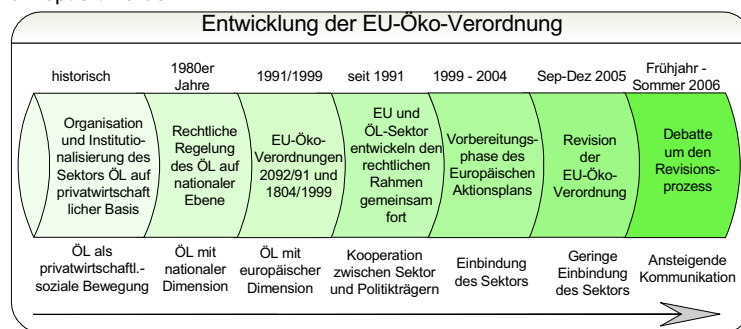 Entwicklung der EU-Öko-Verordnung
historisch
1980er
Jahre
1991/1999
seit 1991
1999 - 2004
Sep-Dez 2005
Frühjahr -
Sommer 2006
Organisation
und Institutio-
nalisierung des
Sektors ÖL auf
privatwirtschaft
licher Basis
Rechtliche
Regelung
des ÖL auf
nationaler
Ebene
EU-Öko-
Verordnungen
2092/91 und
1804/1999
EU und
ÖL-Sektor
entwickeln den
rechtlichen
Rahmen
gemeinsam
fort
Vorbereitungs-
phase des
Europäischen
Aktionsplans
Revision
der
EU-Öko-
Verordnung
Debatte
um den
Revisions-
prozess
ÖL als
privatwirtschaftl.-
soziale Bewegung
ÖL mit
nationaler
Dimension
ÖL mit
europäischer
Dimension
Kooperation
zwischen Sektor
und Politikträgern
Einbindung
des Sektors
Geringe
Einbindung
des Sektors
Ansteigende
Kommunikation